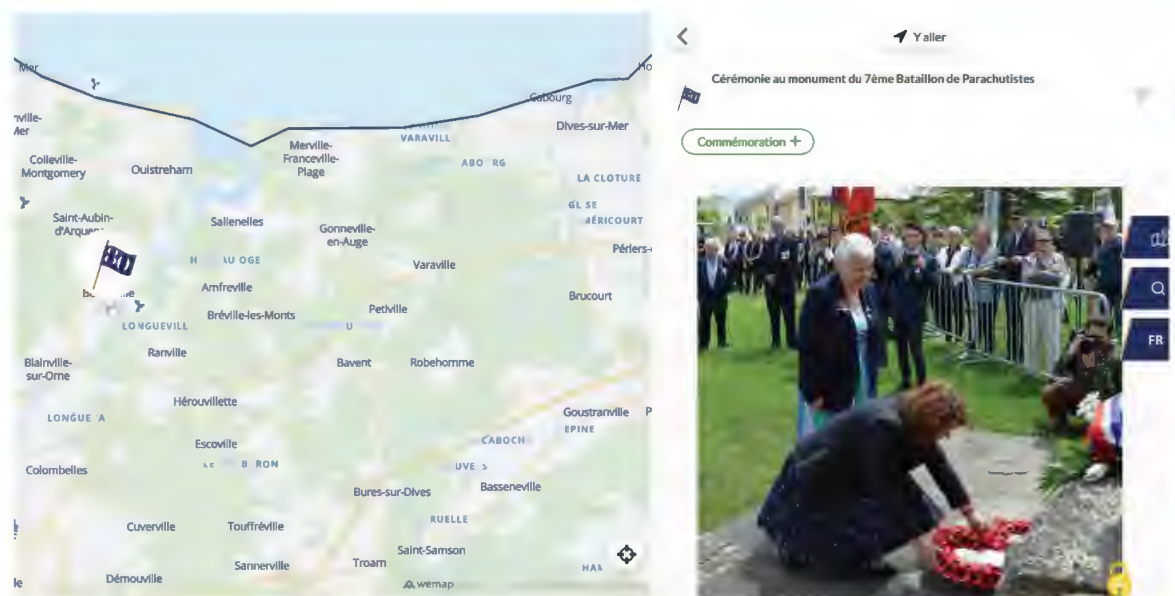 Mer
Cabourg
Dives-sur-Mer
VARAVILL
Merville-
Franceville-
Plage
Colleville-
Montgomery
Ouistreham
LA CLOTURE
Saint-Aubin-
Sallenelles
Gonneville-
en-Auge
Varaville
Amfreville
Brucourt
Petiville
Bréville-les-Monts
LONGUEVILL
Ranville
Blainville-
sur-Orne
Bavent
Robehomme
Hérouvillette
Goustranville
EPINE
Escoville
CABOCH
Colombelles
Bures-sur-Dives
Basseneville
RUELLE
Cuverville
Touffréville
Saint-Samson
Sannerville
Troarn
Démouville
wemap
Y aller
Cérémonie au monument du 7ème Bataillon de Parachutistes
Commémoration +
FR